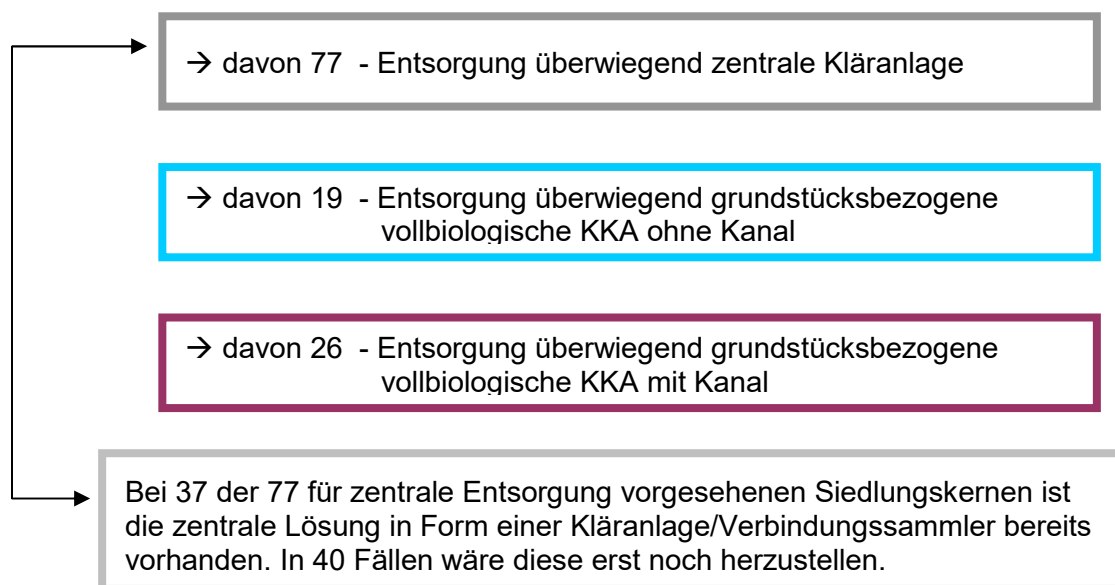 → davon 77 - Entsorgung überwiegend zentrale Kläranlage
→ davon 19 - Entsorgung überwiegend grundstücksbezogene
vollbiologische KKA ohne Kanal
→ davon 26 - Entsorgung überwiegend grundstücksbezogene
vollbiologische KKA mit Kanal
Bei 37 der 77 für zentrale Entsorgung vorgesehenen Siedlungskernen ist
die zentrale Lösung in Form einer Kläranlage/Verbindungssammler bereits
vorhanden. In 40 Fällen wäre diese erst noch herzustellen.